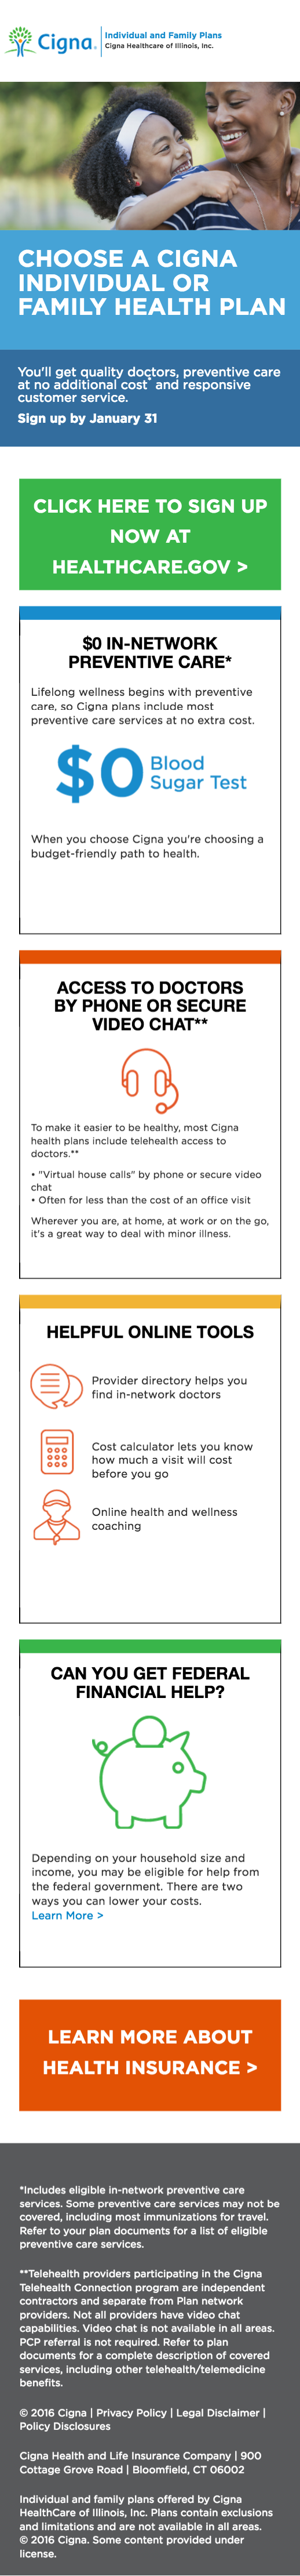 Cigna.
Individual and Family Plans
Cigna Healthcare of Illinois, Inc.
CHOOSE A CIGNA
INDIVIDUAL OR
FAMILY HEALTH PLAN
You'll get quality doctors, preventive care
at no additional cost* and responsive
customer service.
Sign up by January 31
CLICK HERE TO SIGN UP
NOW AT
HEALTHCARE.GOV >
$0 IN-NETWORK
PREVENTIVE CARE*
Lifelong wellness begins with preventive
care, so Cigna plans include most
preventive care services at no extra cost.
$0 Blood
Sugar Test
When you choose Cigna you're choosing a
budget-friendly path to health.
ACCESS TO DOCTORS
BY PHONE OR SECURE
VIDEO CHAT**
To make it easier to be healthy, most Cigna
health plans include telehealth access to
doctors.**
• "Virtual house calls" by phone or secure video
chat
• Often for less than the cost of an office visit
Wherever you are, at home, at work or on the go,
it's a great way to deal with minor illness.
HELPFUL ONLINE TOOLS
Provider directory helps you
find in-network doctors
Cost calculator lets you know
how much a visit will cost
before you go
Online health and wellness
coaching
CAN YOU GET FEDERAL
FINANCIAL HELP?
Depending on your household size and
income, you may be eligible for help from
the federal government. There are two
ways you can lower your costs.
Learn More >
LEARN MORE ABOUT
HEALTH INSURANCE >
*Includes eligible in-network preventive care
services. Some preventive care services may not be
covered, including most immunizations for travel.
Refer to your plan documents for a list of eligible
preventive care services.
**Telehealth providers participating in the Cigna
Telehealth Connection program are independent
contractors and separate from Plan network
providers. Not all providers have video chat
capabilities. Video chat is not available in all areas.
PCP referral is not required. Refer to plan
documents for a complete description of covered
services, including other telehealth/telemedicine
benefits.
© 2016 Cigna | Privacy Policy | Legal Disclaimer |
Policy Disclosures
Cigna Health and Life Insurance Company | 900
Cottage Grove Road | Bloomfield, CT 06002
Individual and family plans offered by Cigna
HealthCare of Illinois, Inc. Plans contain exclusions
and limitations and are not available in all areas.
© 2016 Cigna. Some content provided under
license.